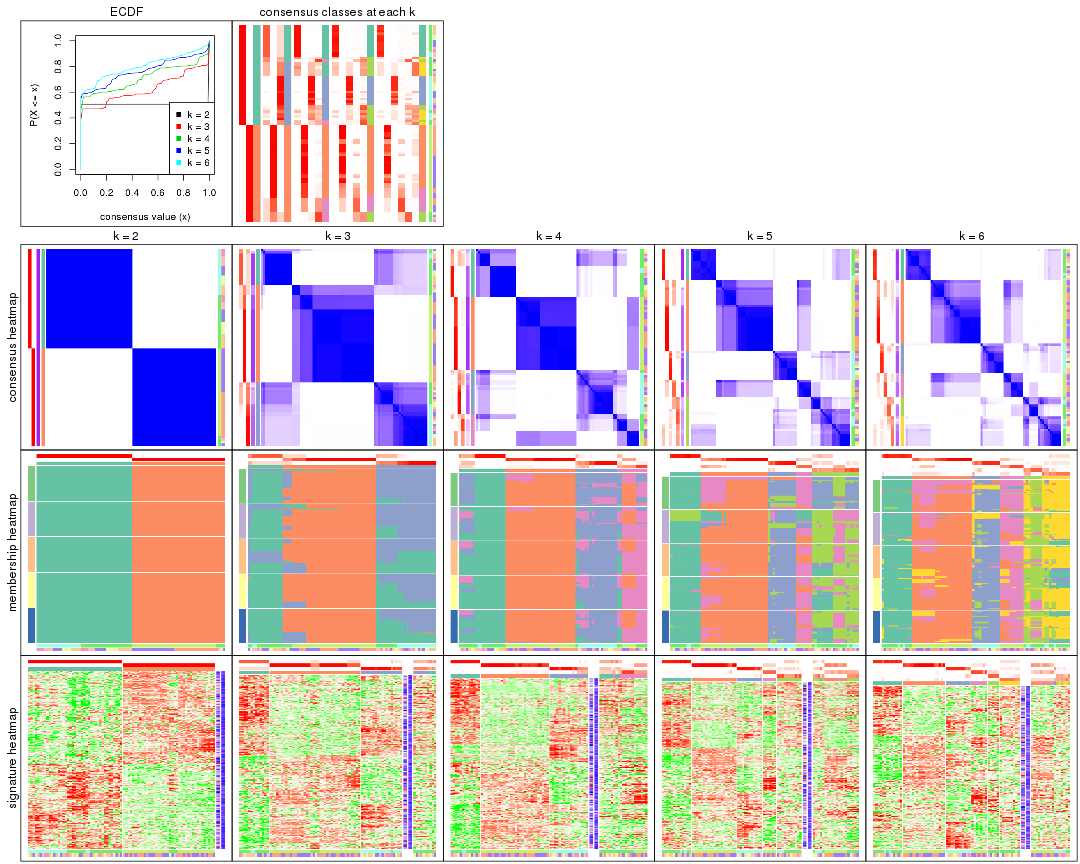 ECDF
consensus classes at each k
P(X <= x)
0.0 0.2 0.4 0.6 0.8 1.0
k = 2
k = 3
k = 4
k = 5
k = 6
0.0 0.2 0.4 0.6 0.8 1.0
consensus value (x)
k = 2
k = 3
k = 4
k = 5
k = 6
consensus heatmap
membership heatmap
signature heatmap